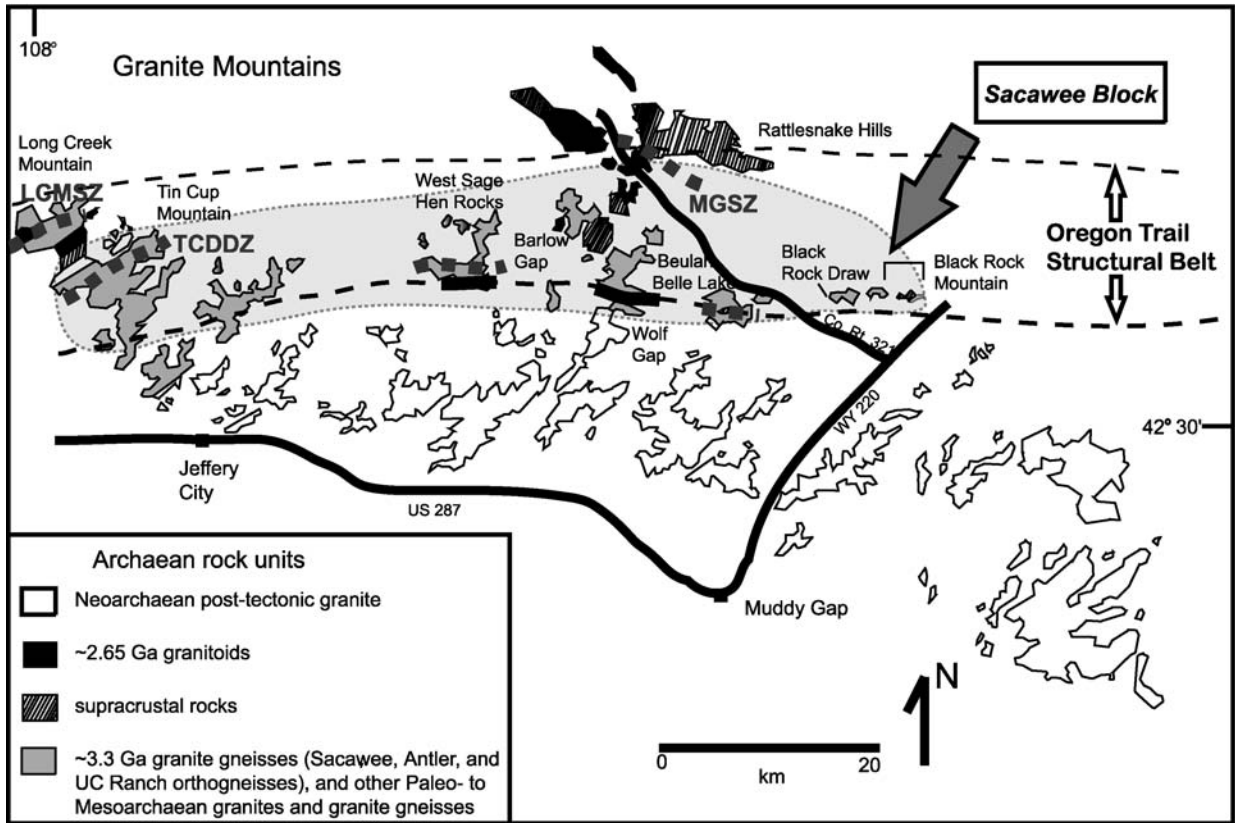 108°
Granite Mountains
Sacawee Block
Rattlesnake Hills
Long Creek
Mountain
LGMSZ
Tin Cup
Mountain
TCDDZ
West Sage
Hen Rocks
MGSZ
Barlow
Gap
Beulah
Belle Lake
Black
Rock Draw
Black Rock
Mountain
Oregon Trail
Structural Belt
Wolf
Gap
Co. Rt. 321
WY 220
42° 30'
Jeffery
City
US 287
Muddy Gap
N
0
20
km
Archaean rock units
Neoarchaean post-tectonic granite
~2.65 Ga granitoids
supracrustal rocks
~3.3 Ga granite gneisses (Sacawee, Antler, and
UC Ranch orthogneisses), and other Paleo- to
Mesoarchaean granites and granite gneisses